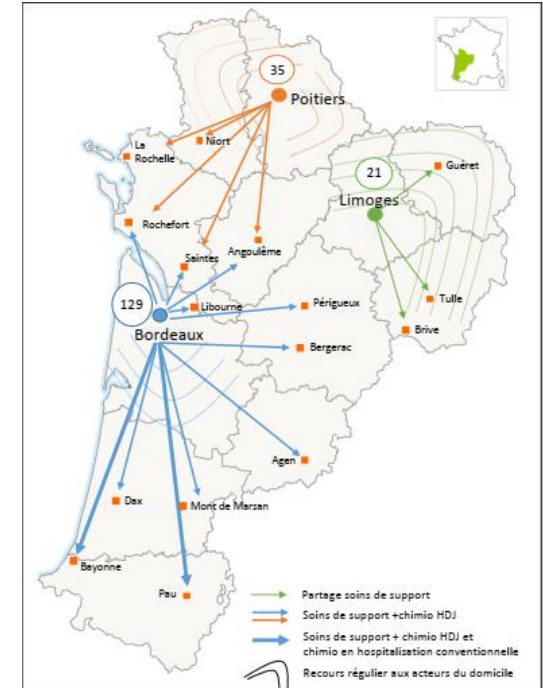 35
Poitiers
Niort
La
Rochelle
21
Guéret
Limoges
Rochefort
Angoulême
Saintes
129
Libourne
Périgueux
Tulle
Bordeaux
Brive
Bergerac
Agen
Dax
Mont de Marsan
Bayonne
Pau
Partage soins de support
Soins de support +chimio HDJ
Soins de support + chimio HDJ et
chimio en hospitalisation conventionnelle
Recours régulier aux acteurs du domicile